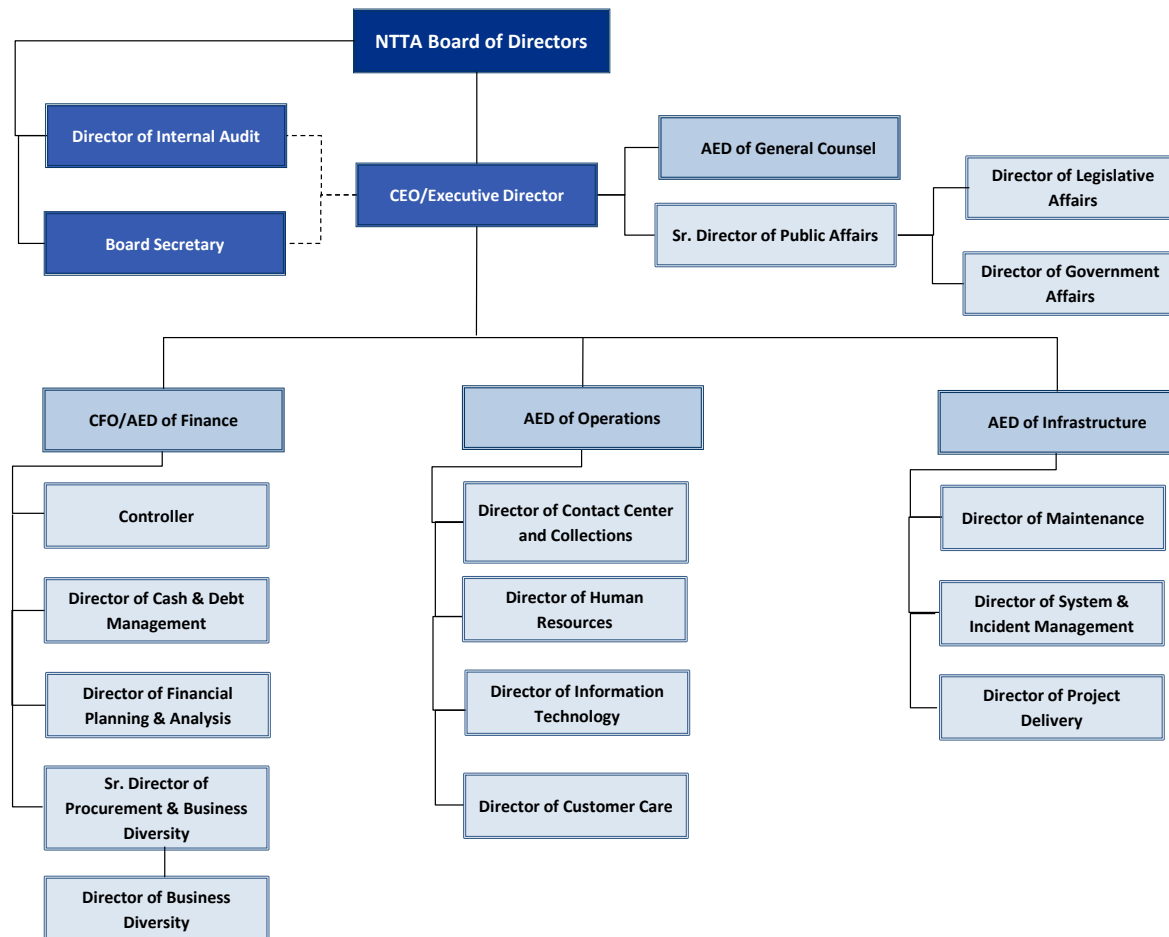 NTTA Board of Directors
Director of Internal Audit
Board Secretary
CEO/Executive Director
AED of General Counsel
Sr. Director of Public Affairs
Director of Legislative
Affairs
Director of Government
Affairs
CFO/AED of Finance
Controller
Director of Cash & Debt
Management
Director of Financial
Planning & Analysis
Sr. Director of
Procurement & Business
Diversity
Director of Business
Diversity
AED of Operations
Director of Contact Center
and Collections
Director of Human
Resources
Director of Information
Technology
Director of Customer Care
AED of Infrastructure
Director of Maintenance
Director of System &
Incident Management
Director of Project
Delivery